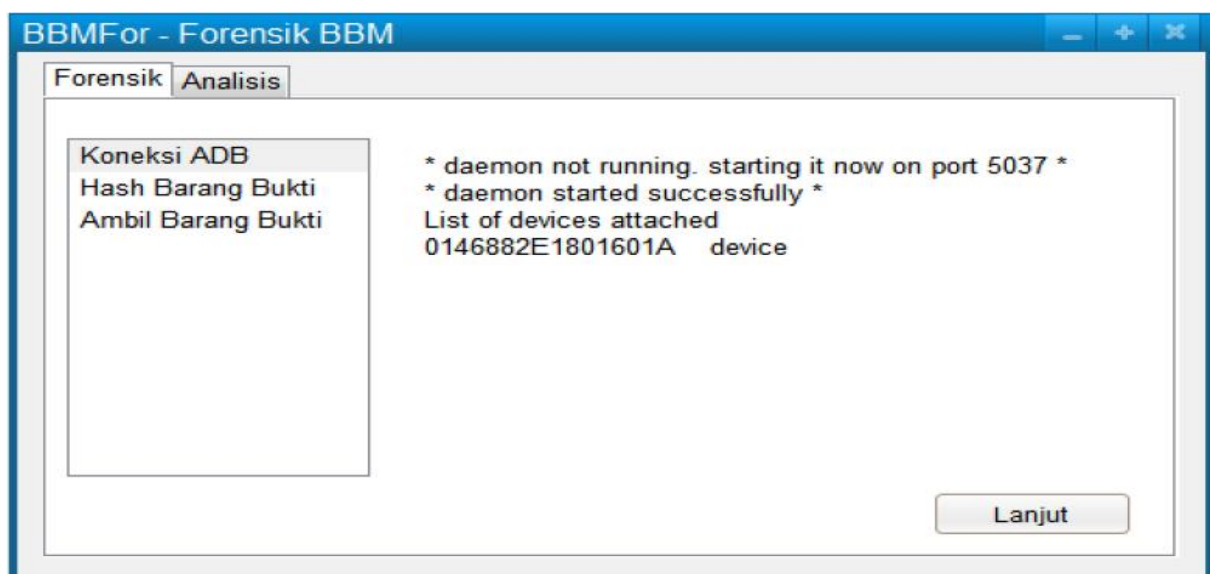 BBMFor - Forensik BBM
Forensik Analisis
Koneksi ADB
Hash Barang Bukti
Ambil Barang Bukti
* daemon not running. starting it now on port 5037 *
* daemon started successfully *
List of devices attached
0146882E1801601A device
Lanjut